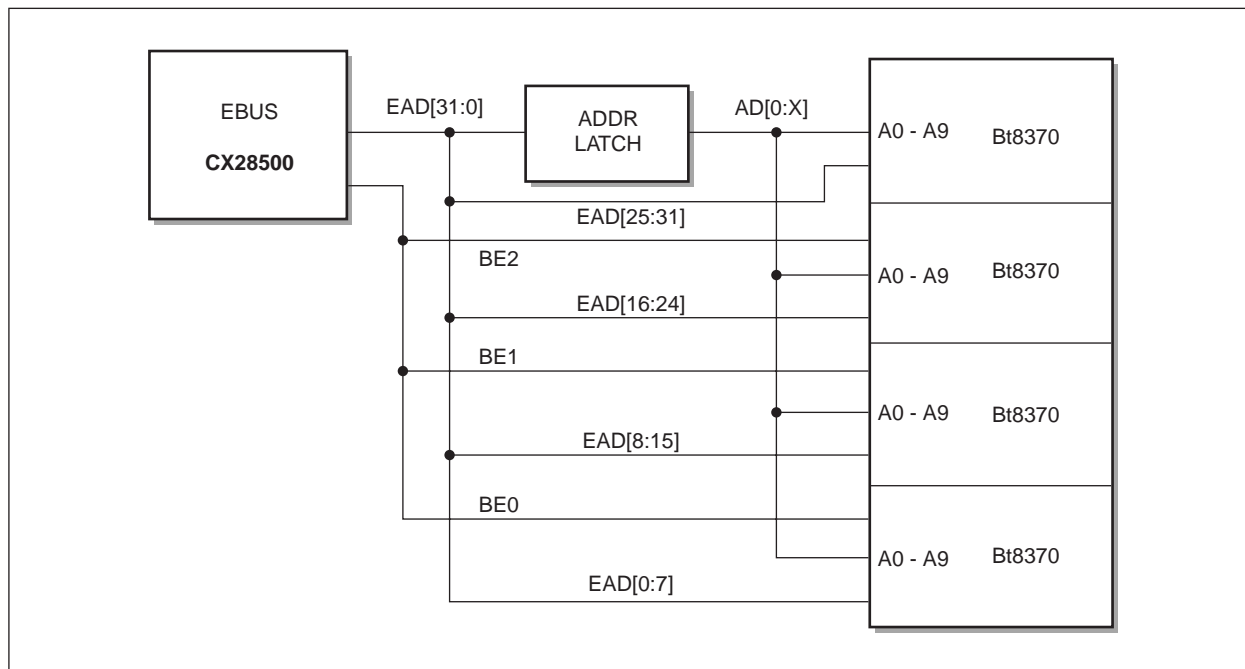 EBUS
CX28500
EAD[31:0]
ADDR
LATCH
AD[0:X]
A0 - A9
Bt8370
EAD[25:31]
BE2
A0 - A9
Bt8370
EAD[16:24]
BE1
A0 - A9
Bt8370
EAD[8:15]
BE0
A0 - A9
Bt8370
EAD[0:7]